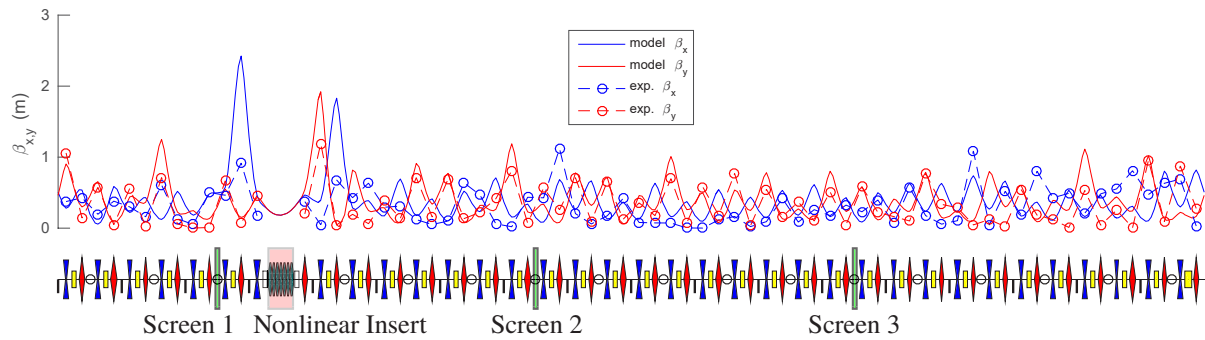 3
2
1
0
β x,y (m)
model β x
model β y
exp. β x
exp. β y
Screen 1 Nonlinear Insert Screen 2 Screen 3